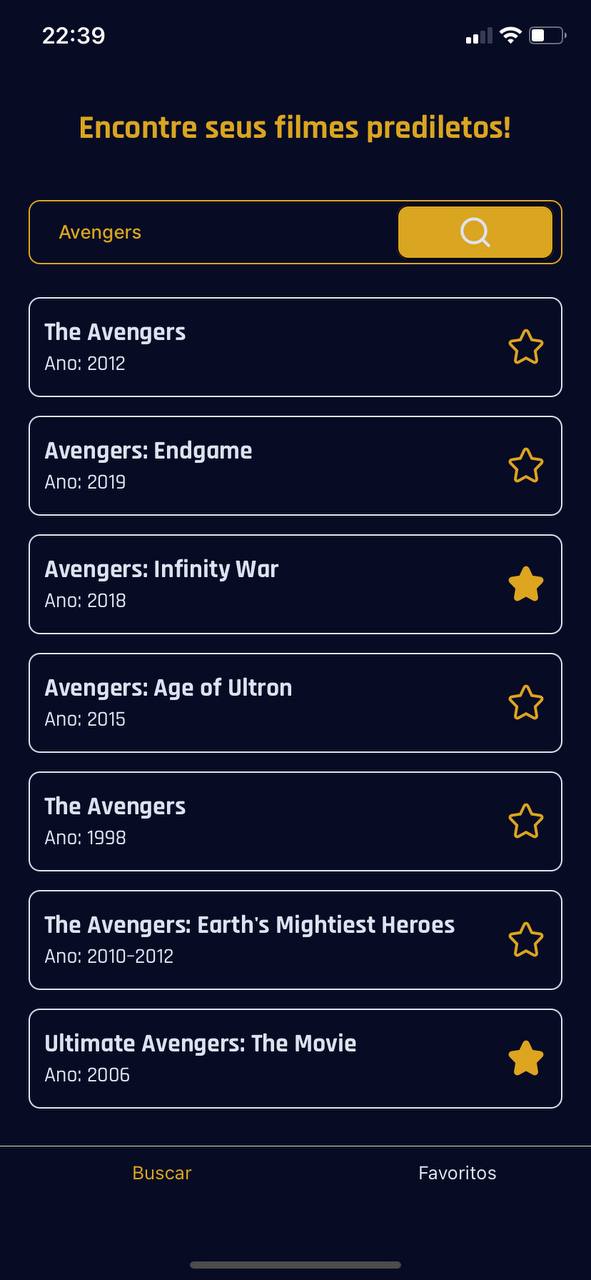 22:39
Encontre seus filmes prediletos!
Avengers
The Avengers
Ano: 2012
Avengers: Endgame
Ano: 2019
Avengers: Infinity War
Ano: 2018
Avengers: Age of Ultron
Ano: 2015
The Avengers
Ano: 1998
The Avengers: Earth's Mightiest Heroes
Ano: 2010–2012
Ultimate Avengers: The Movie
Ano: 2006
Buscar
Favoritos